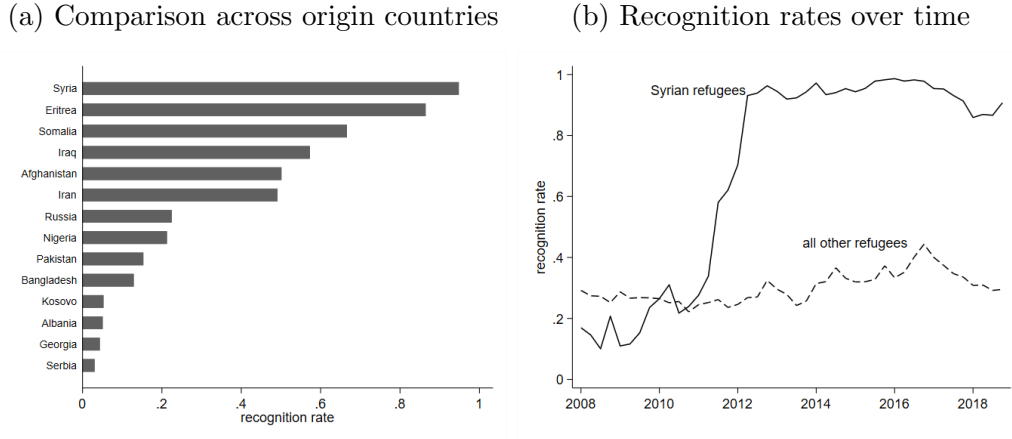 (a) Comparison across origin countries
Syria
Eritrea
Somalia
Iraq
Afghanistan
Iran
Russia
Nigeria
Pakistan
Bangladesh
Kosovo
Albania
Georgia
Serbia
0 .2 .4 .6 .8 1
recognition rate
(b) Recognition rates over time
recognition rate
1
.8
.6
.4
.2
0
Syrian refugees
all other refugees
2008 2010 2012 2014 2016 2018